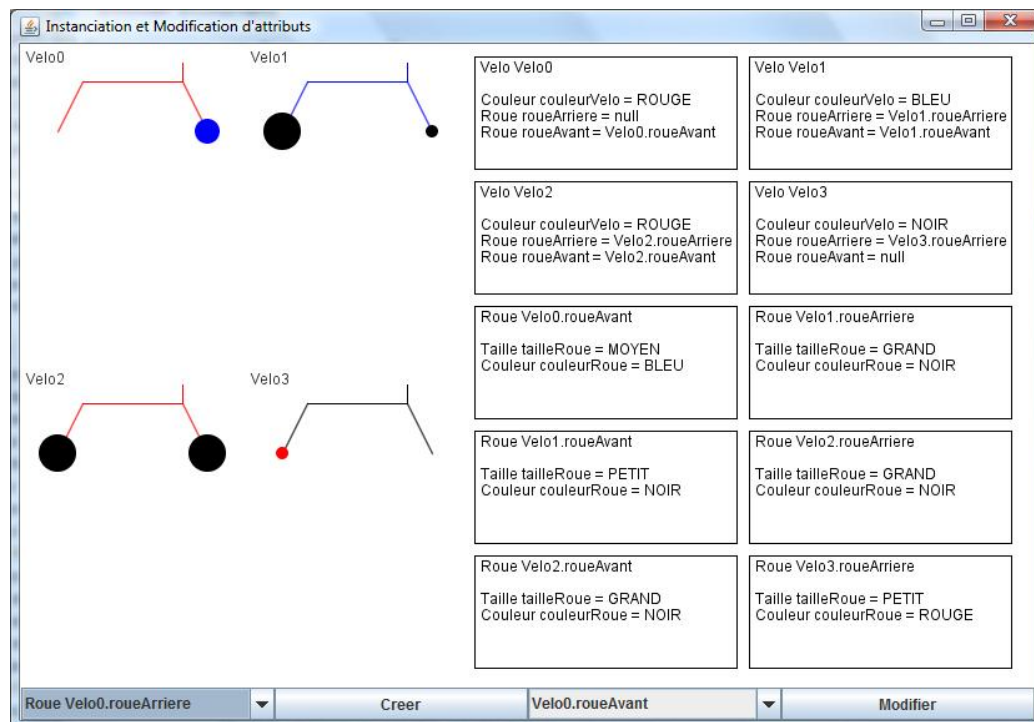 Instanciation et Modification d'attributs
Velo0
Velo1
Velo2
Velo3
Velo Velo0
Couleur couleurVelo = ROUGE
Roue roueArriere = null
Roue roueAvant = Velo0.roueAvant
Velo Velo1
Couleur couleurVelo = BLEU
Roue roueArriere = Velo1.roueArriere
Roue roueAvant = Velo1.roueAvant
Velo Velo2
Couleur couleurVelo = ROUGE
Roue roueArriere = Velo2.roueArriere
Roue roueAvant = Velo2.roueAvant
Velo Velo3
Couleur couleurVelo = NOIR
Roue roueArriere = Velo3.roueArriere
Roue roueAvant = null
Roue Velo0.roueAvant
Taille tailleRoue = MOYEN
Couleur couleurRoue = BLEU
Roue Velo1.roueArriere
Taille tailleRoue = GRAND
Couleur couleurRoue = NOIR
Roue Velo1.roueAvant
Taille tailleRoue = PETIT
Couleur couleurRoue = NOIR
Roue Velo2.roueArriere
Taille tailleRoue = GRAND
Couleur couleurRoue = NOIR
Roue Velo2.roueAvant
Taille tailleRoue = GRAND
Couleur couleurRoue = NOIR
Roue Velo3.roueArriere
Taille tailleRoue = PETIT
Couleur couleurRoue = ROUGE
Roue Velo0.roueArriere
Creer
Velo0.roueAvant
Modifier